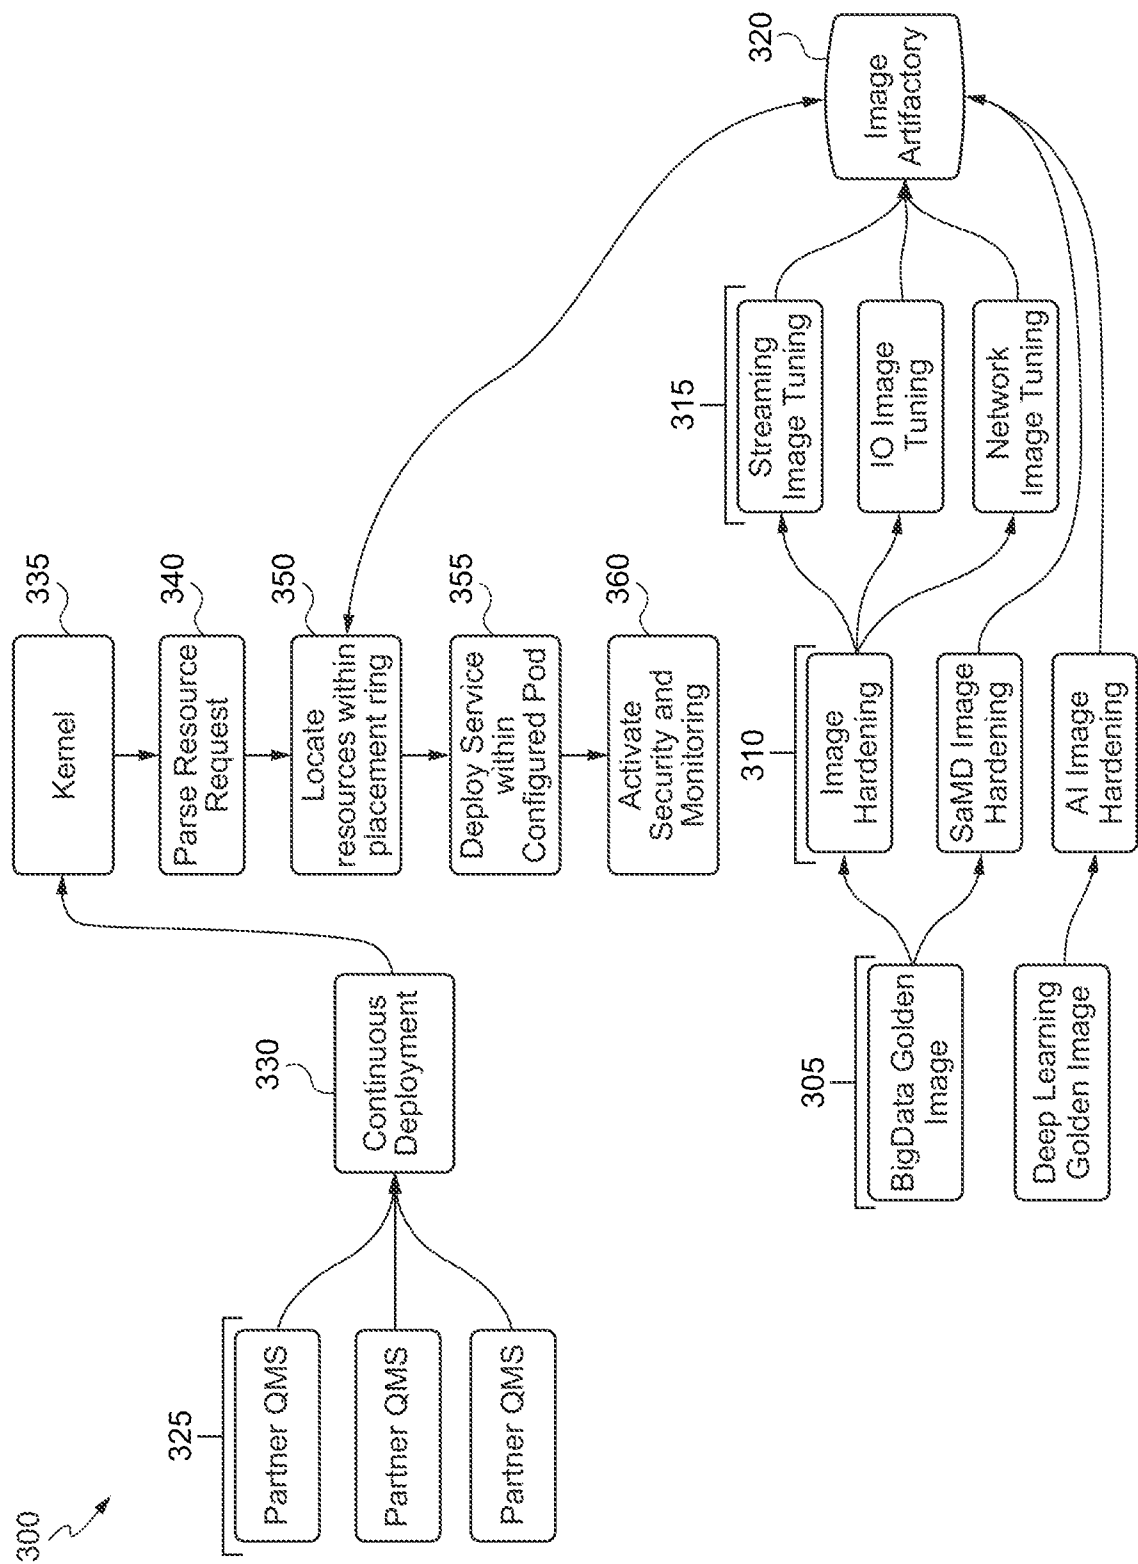 300
325
Partner QMS
Partner QMS
Partner QMS
330
Continuous
Deployment
335
Kernel
340
Parse Resource
Request
350
Locate
resources within
placement ring
355
Deploy Service
within
Configured Pod
360
Activate
Security and
Monitoring
305
BigData Golden
Image
Deep Learning
Golden Image
310
Image
Hardening
SaMD Image
Hardening
AI Image
Hardening
315
Streaming
Image Tuning
IO Image
Tuning
Network
Image Tuning
320
Image
Artifactory